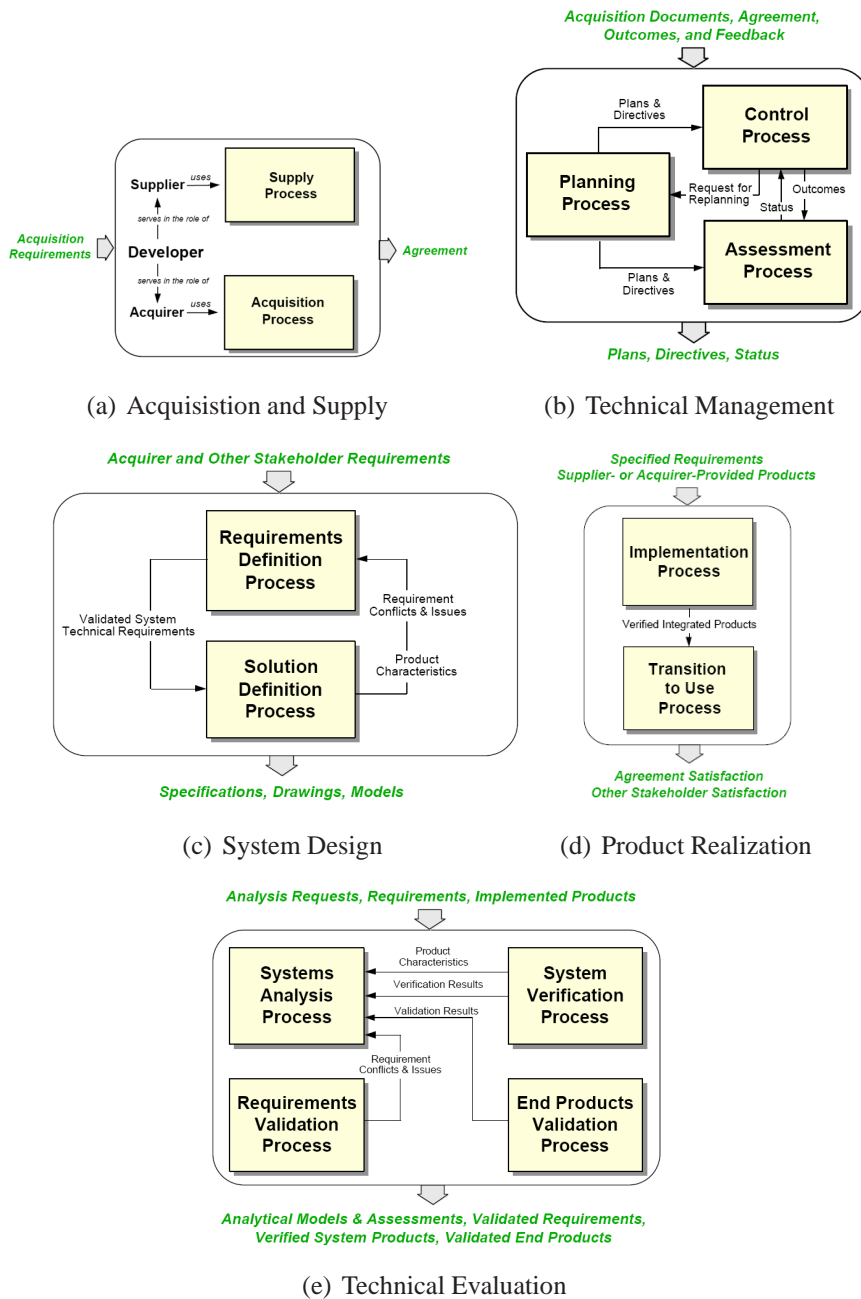 Acquisition Documents, Agreement,
Outcomes, and Feedback
Acquisition
Requirements
Supplier
uses
Supply
Process
serves in the role of
Developer
serves in the role of
Acquirer
uses
Acquisition
Process
Agreement
Plans &
Directives
Control
Process
Planning
Process
Request for
Replanning
Outcomes
Status
Plans &
Directives
Assessment
Process
Plans, Directives, Status
(a) Acquisistion and Supply
(b) Technical Management
Acquirer and Other Stakeholder Requirements
Requirements
Definition
Process
Validated System
Technical Requirements
Requirement
Conflicts & Issues
Product
Characteristics
Solution
Definition
Process
Specifications, Drawings, Models
(c) System Design
Specified Requirements
Supplier- or Acquirer-Provided Products
Implementation
Process
Verified Integrated Products
Transition
to Use
Process
Agreement Satisfaction
Other Stakeholder Satisfaction
(d) Product Realization
Analysis Requests, Requirements, Implemented Products
Systems
Analysis
Process
Product
Characteristics
Verification Results
Validation Results
System
Verification
Process
Requirement
Conflicts & Issues
Requirements
Validation
Process
End Products
Validation
Process
Analytical Models & Assessments, Validated Requirements,
Verified System Products, Validated End Products
(e) Technical Evaluation